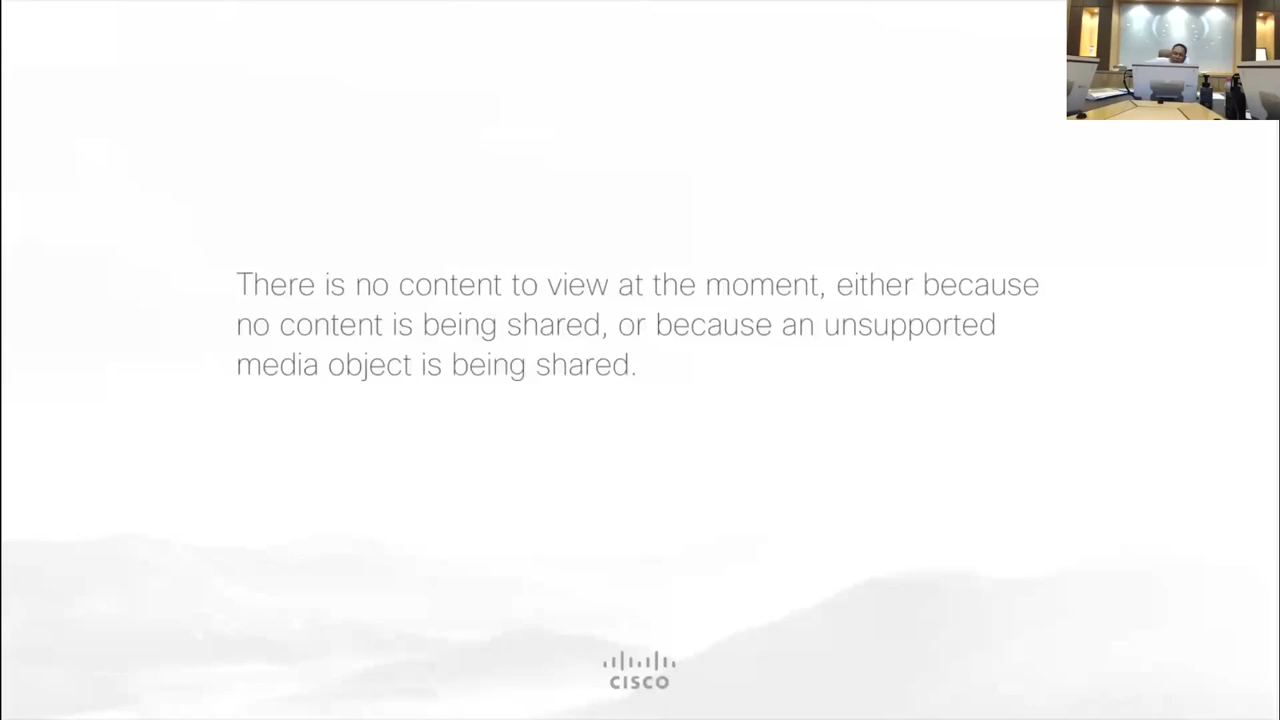 There is no content to view at the moment, either because
no content is being shared, or because an unsupported
media object is being shared.
CISCO